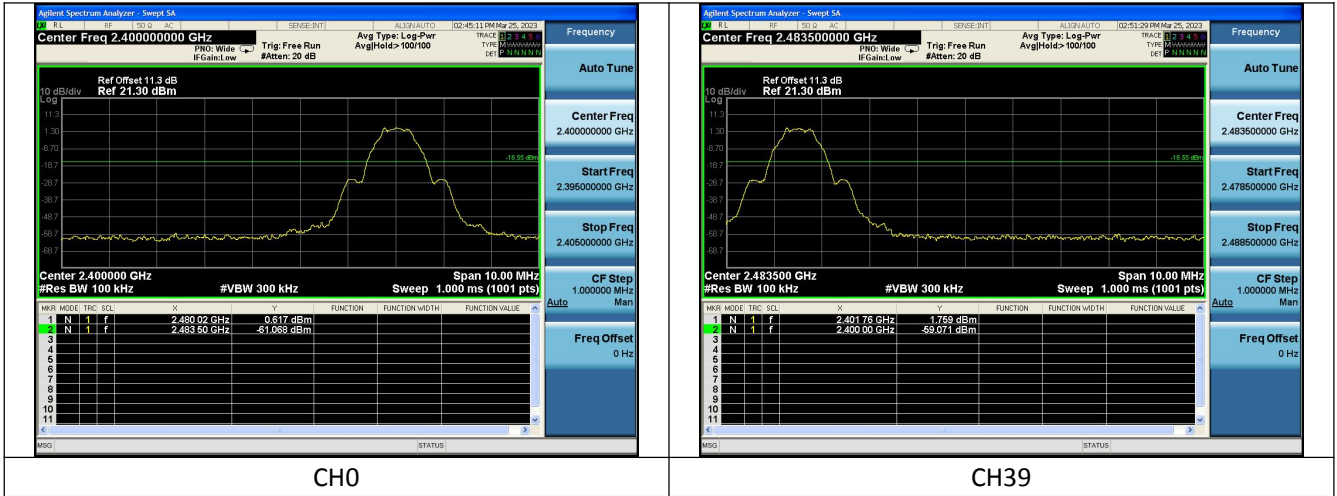 Agilent Spectrum Analyzer - Swept SA
RL RF 50 Ω AC SENSE:INT ALIGN AUTO 02:45:11 PM Mar 25, 2023
Center Freq 2.400000000 GHz
PNO: Wide
IFGain:Low
Trig: Free Run
#Atten: 20 dB
Avg Type: Log-Pwr
Avg|Hold:>100/100
TRACE 1 2 3 4 5 6
TYPE M
DET P N N N N N
Ref Offset 11.3 dB
10 dB/div Ref 21.30 dBm
Log
11.3
1.30
-8.70
-18.7
-28.7
-38.7
-48.7
-58.7
-68.7
-16.55 dBm
Center 2.400000 GHz Span 10.00 MHz
#Res BW 100 kHz #VBW 300 kHz Sweep 1.000 ms (1001 pts)
MKR MODE TRC SCL X Y FUNCTION FUNCTION WIDTH FUNCTION VALUE
1 N 1 f 2.480 02 GHz 0.617 dBm
2 N 1 f 2.483 50 GHz -61.068 dBm
3
4
5
6
7
8
9
10
11
MSG STATUS
Frequency
Auto Tune
Center Freq
2.400000000 GHz
Start Freq
2.395000000 GHz
Stop Freq
2.405000000 GHz
CF Step
1.000000 MHz
Auto Man
Freq Offset
0 Hz
CH0
Agilent Spectrum Analyzer - Swept SA
RL RF 50 Ω AC SENSE:INT ALIGN AUTO 02:51:29 PM Mar 25, 2023
Center Freq 2.483500000 GHz
PNO: Wide
IFGain:Low
Trig: Free Run
#Atten: 20 dB
Avg Type: Log-Pwr
Avg|Hold:>100/100
TRACE 1 2 3 4 5 6
TYPE M
DET P N N N N N
Ref Offset 11.3 dB
10 dB/div Ref 21.30 dBm
Log
11.3
1.30
-8.70
-18.7
-28.7
-38.7
-48.7
-58.7
-68.7
-16.55 dBm
Center 2.483500 GHz Span 10.00 MHz
#Res BW 100 kHz #VBW 300 kHz Sweep 1.000 ms (1001 pts)
MKR MODE TRC SCL X Y FUNCTION FUNCTION WIDTH FUNCTION VALUE
1 N 1 f 2.401 76 GHz 1.759 dBm
2 N 1 f 2.400 00 GHz -59.071 dBm
3
4
5
6
7
8
9
10
11
MSG STATUS
Frequency
Auto Tune
Center Freq
2.483500000 GHz
Start Freq
2.478500000 GHz
Stop Freq
2.488500000 GHz
CF Step
1.000000 MHz
Auto Man
Freq Offset
0 Hz
CH39